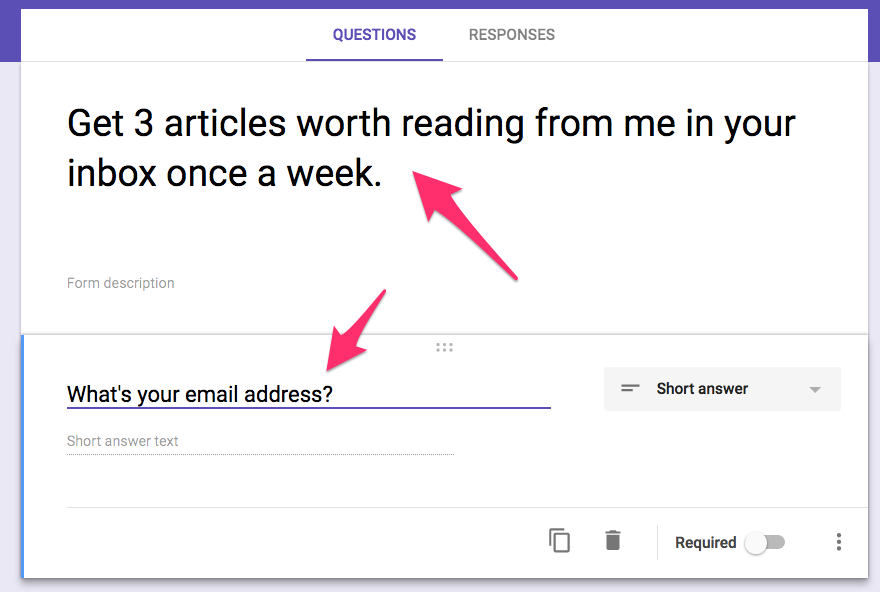 QUESTIONS RESPONSES
Get 3 articles worth reading from me in your
inbox once a week.
Form description
What's your email address?
Short answer
Short answer text
Required